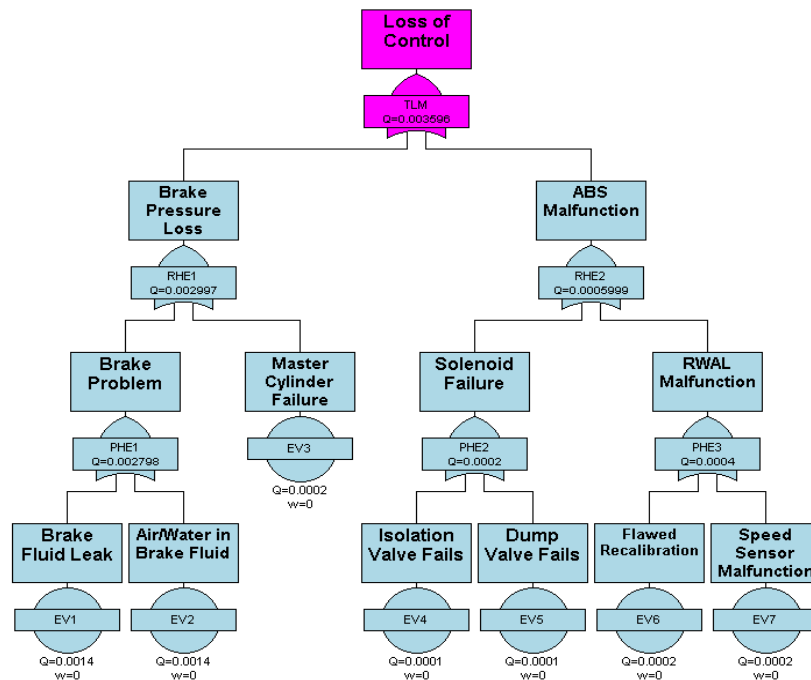 Loss of
Control
TLM
Q=0.003596
Brake
Pressure
Loss
ABS
Malfunction
RHE1
Q=0.002997
RHE2
Q=0.0005999
Brake
Problem
Master
Cylinder
Failure
Solenoid
Failure
RWAL
Malfunction
PHE1
Q=0.002798
EV3
Q=0.0002
w=0
PHE2
Q=0.0002
PHE3
Q=0.0004
Brake
Fluid Leak
Air/Water in
Brake Fluid
Isolation
Valve Fails
Dump
Valve Fails
Flawed
Recalibration
Speed
Sensor
Malfunction
EV1
Q=0.0014
w=0
EV2
Q=0.0014
w=0
EV4
Q=0.0001
w=0
EV5
Q=0.0001
w=0
EV6
Q=0.0002
w=0
EV7
Q=0.0002
w=0